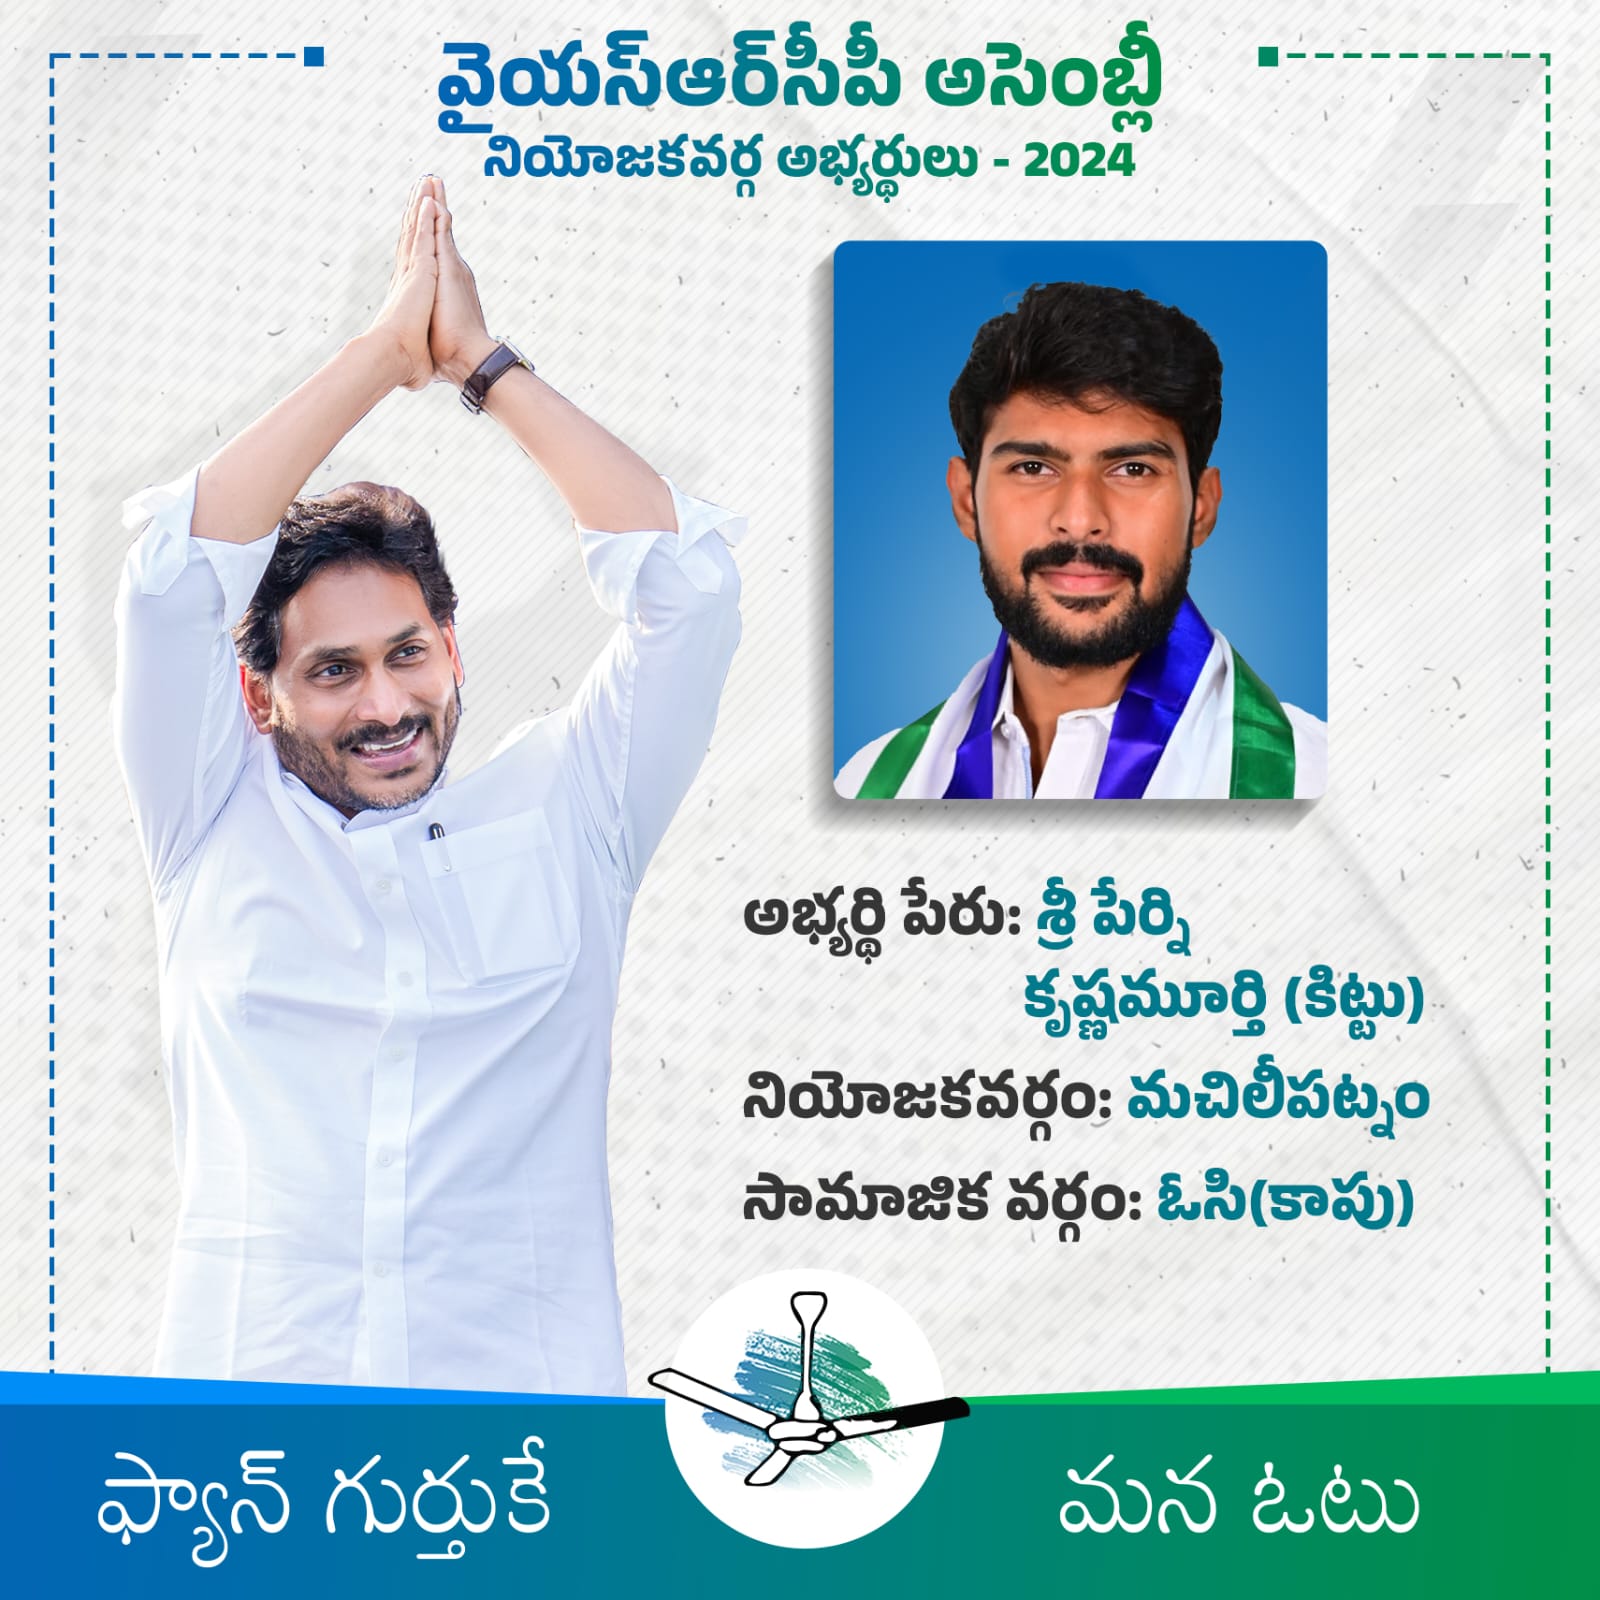 వైయస్ఆర్‌సీపీ అసెంబ్లీ
నియోజకవర్గ అభ్యర్థులు - 2024
అభ్యర్థి పేరు: శ్రీ పేర్ని
కృష్ణమూర్తి (కిట్టు)
నియోజకవర్గం: మచిలీపట్నం
సామాజిక వర్గం: ఓసి(కాపు)
ఫ్యాన్ గుర్తుకే
మన ఓటు